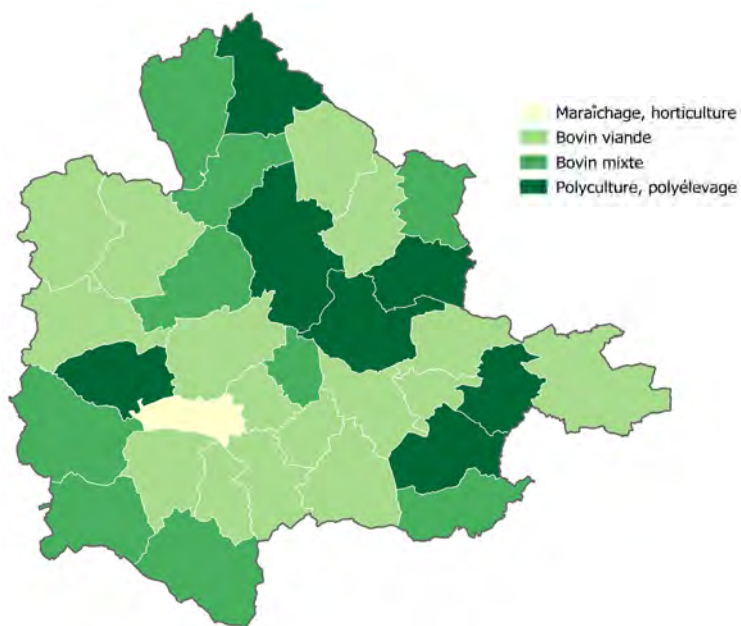 Maraîchage, horticulture
Bovin viande
Bovin mixte
Polyculture, polyélevage